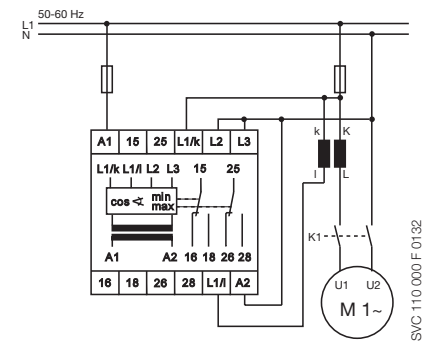 50-60 Hz
L1
N
A1 15 25 L1/k L2 L3
L1/k L1/l L2 L3 15 25
cos ∢ min max
A1 A2 16 18 26 28
16 18 26 28 L1/l A2
k K
l L
K1
U1 U2
M 1~
SVC 110 000 F 0132